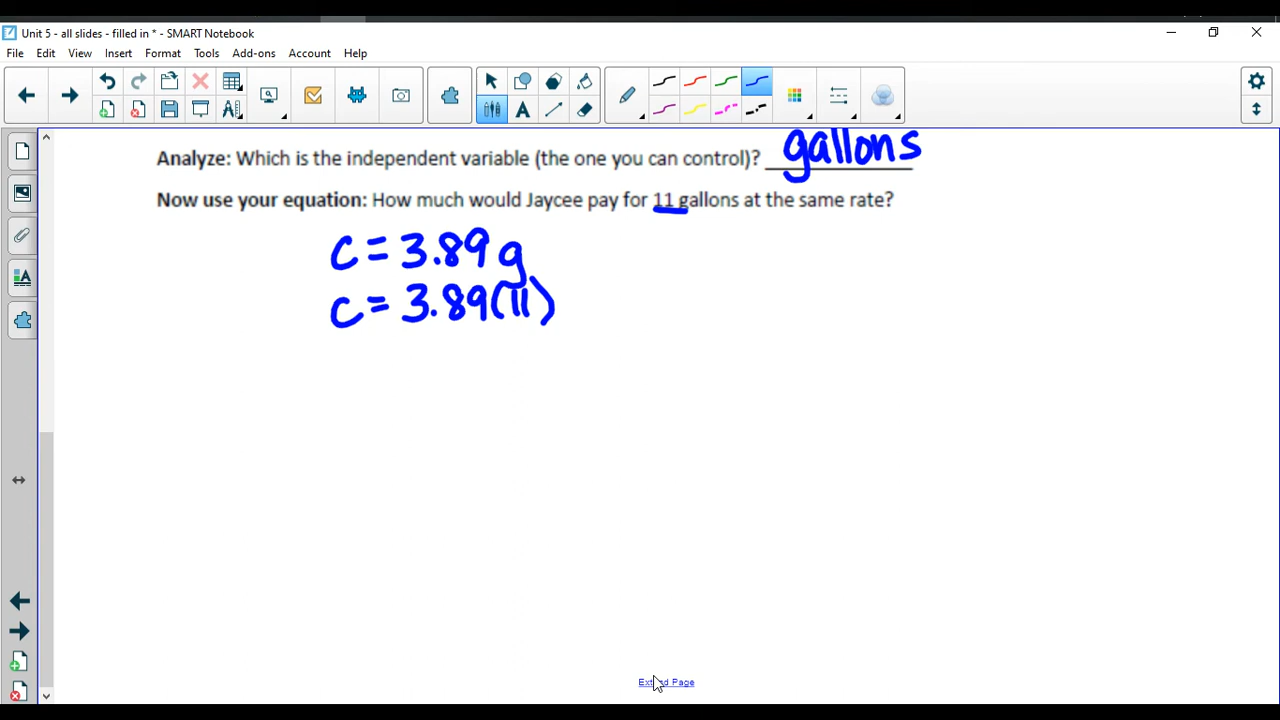 Unit 5 - all slides - filled in * - SMART Notebook
File Edit View Insert Format Tools Add-ons Account Help
Analyze: Which is the independent variable (the one you can control)? gallons
Now use your equation: How much would Jaycee pay for 11 gallons at the same rate?
c = 3.89g
c = 3.89(11)
Extend Page